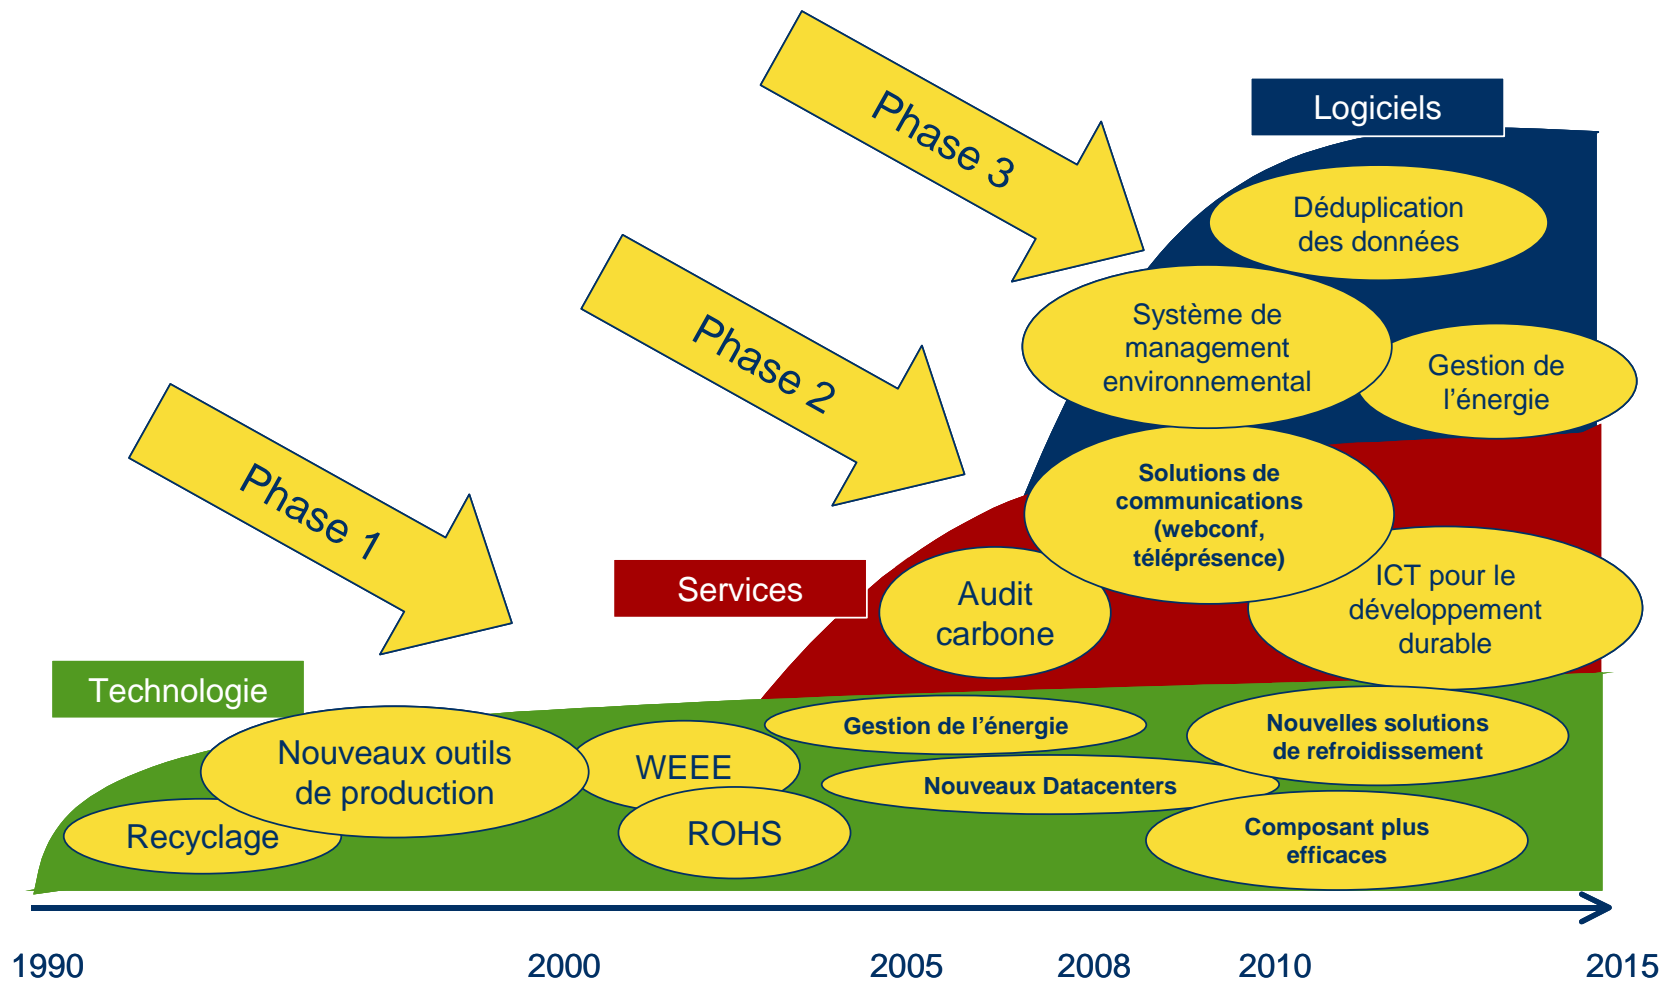 Phase 3
Logiciels
Déduplication
des données
Système de
management
environnemental
Gestion de
l'énergie
Phase 2
Solutions de
communications
(webconf,
téléprésence)
Phase 1
Services
Audit
carbone
ICT pour le
développement
durable
Technologie
Nouveaux outils
de production
WEEE
Gestion de l'énergie
Nouvelles solutions
de refroidissement
Nouveaux Datacenters
Recyclage
ROHS
Composant plus
efficaces
1990
2000
2005
2008
2010
2015